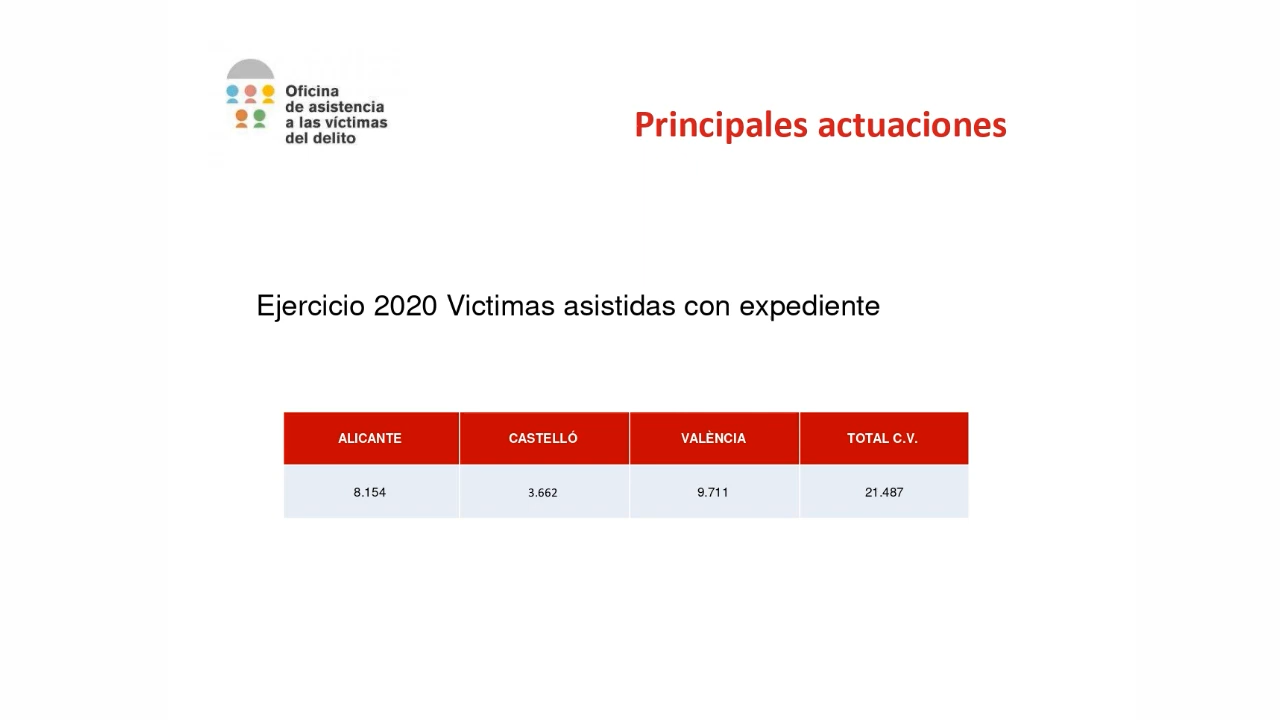 Oficina
de asistencia
a las víctimas
del delito
Principales actuaciones
Ejercicio 2020 Victimas asistidas con expediente
ALICANTE CASTELLÓ VALÈNCIA TOTAL C.V.
8.154 3.662 9.711 21.487